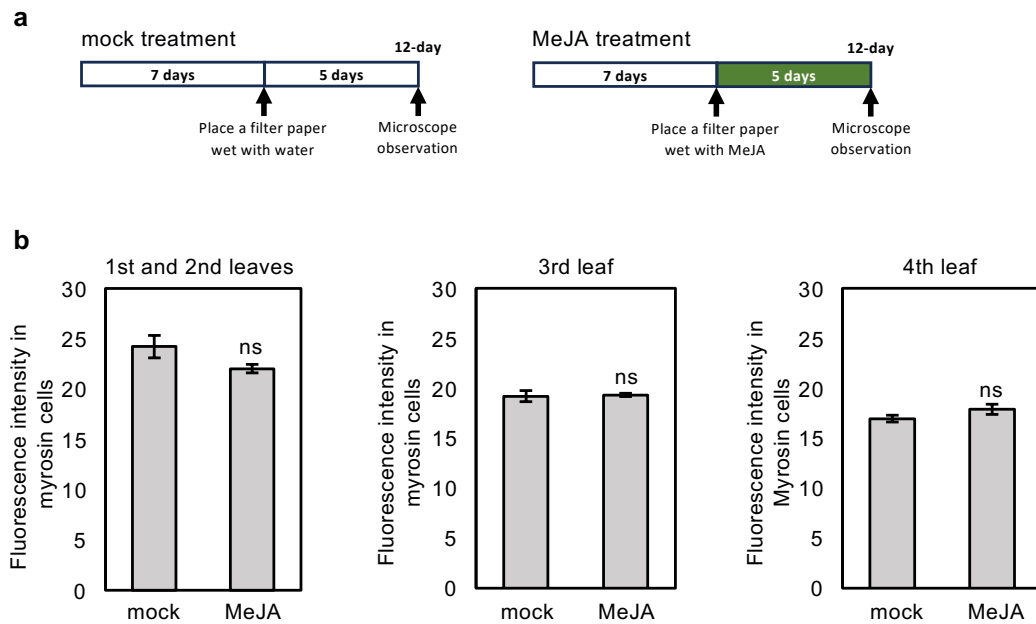 a
mock treatment
12-day
7 days
5 days
Place a filter paper
wet with water
Microscope
observation
MeJA treatment
12-day
7 days
5 days
Place a filter paper
wet with MeJA
Microscope
observation
b
1st and 2nd leaves
Fluorescence intensity in
myrosin cells
30
25
20
15
10
5
0
ns
mock
MeJA
3rd leaf
Fluorescence intensity in
myrosin cells
30
25
20
15
10
5
0
ns
mock
MeJA
4th leaf
Fluorescence intensity in
Myrosin cells
30
25
20
15
10
5
0
ns
mock
MeJA